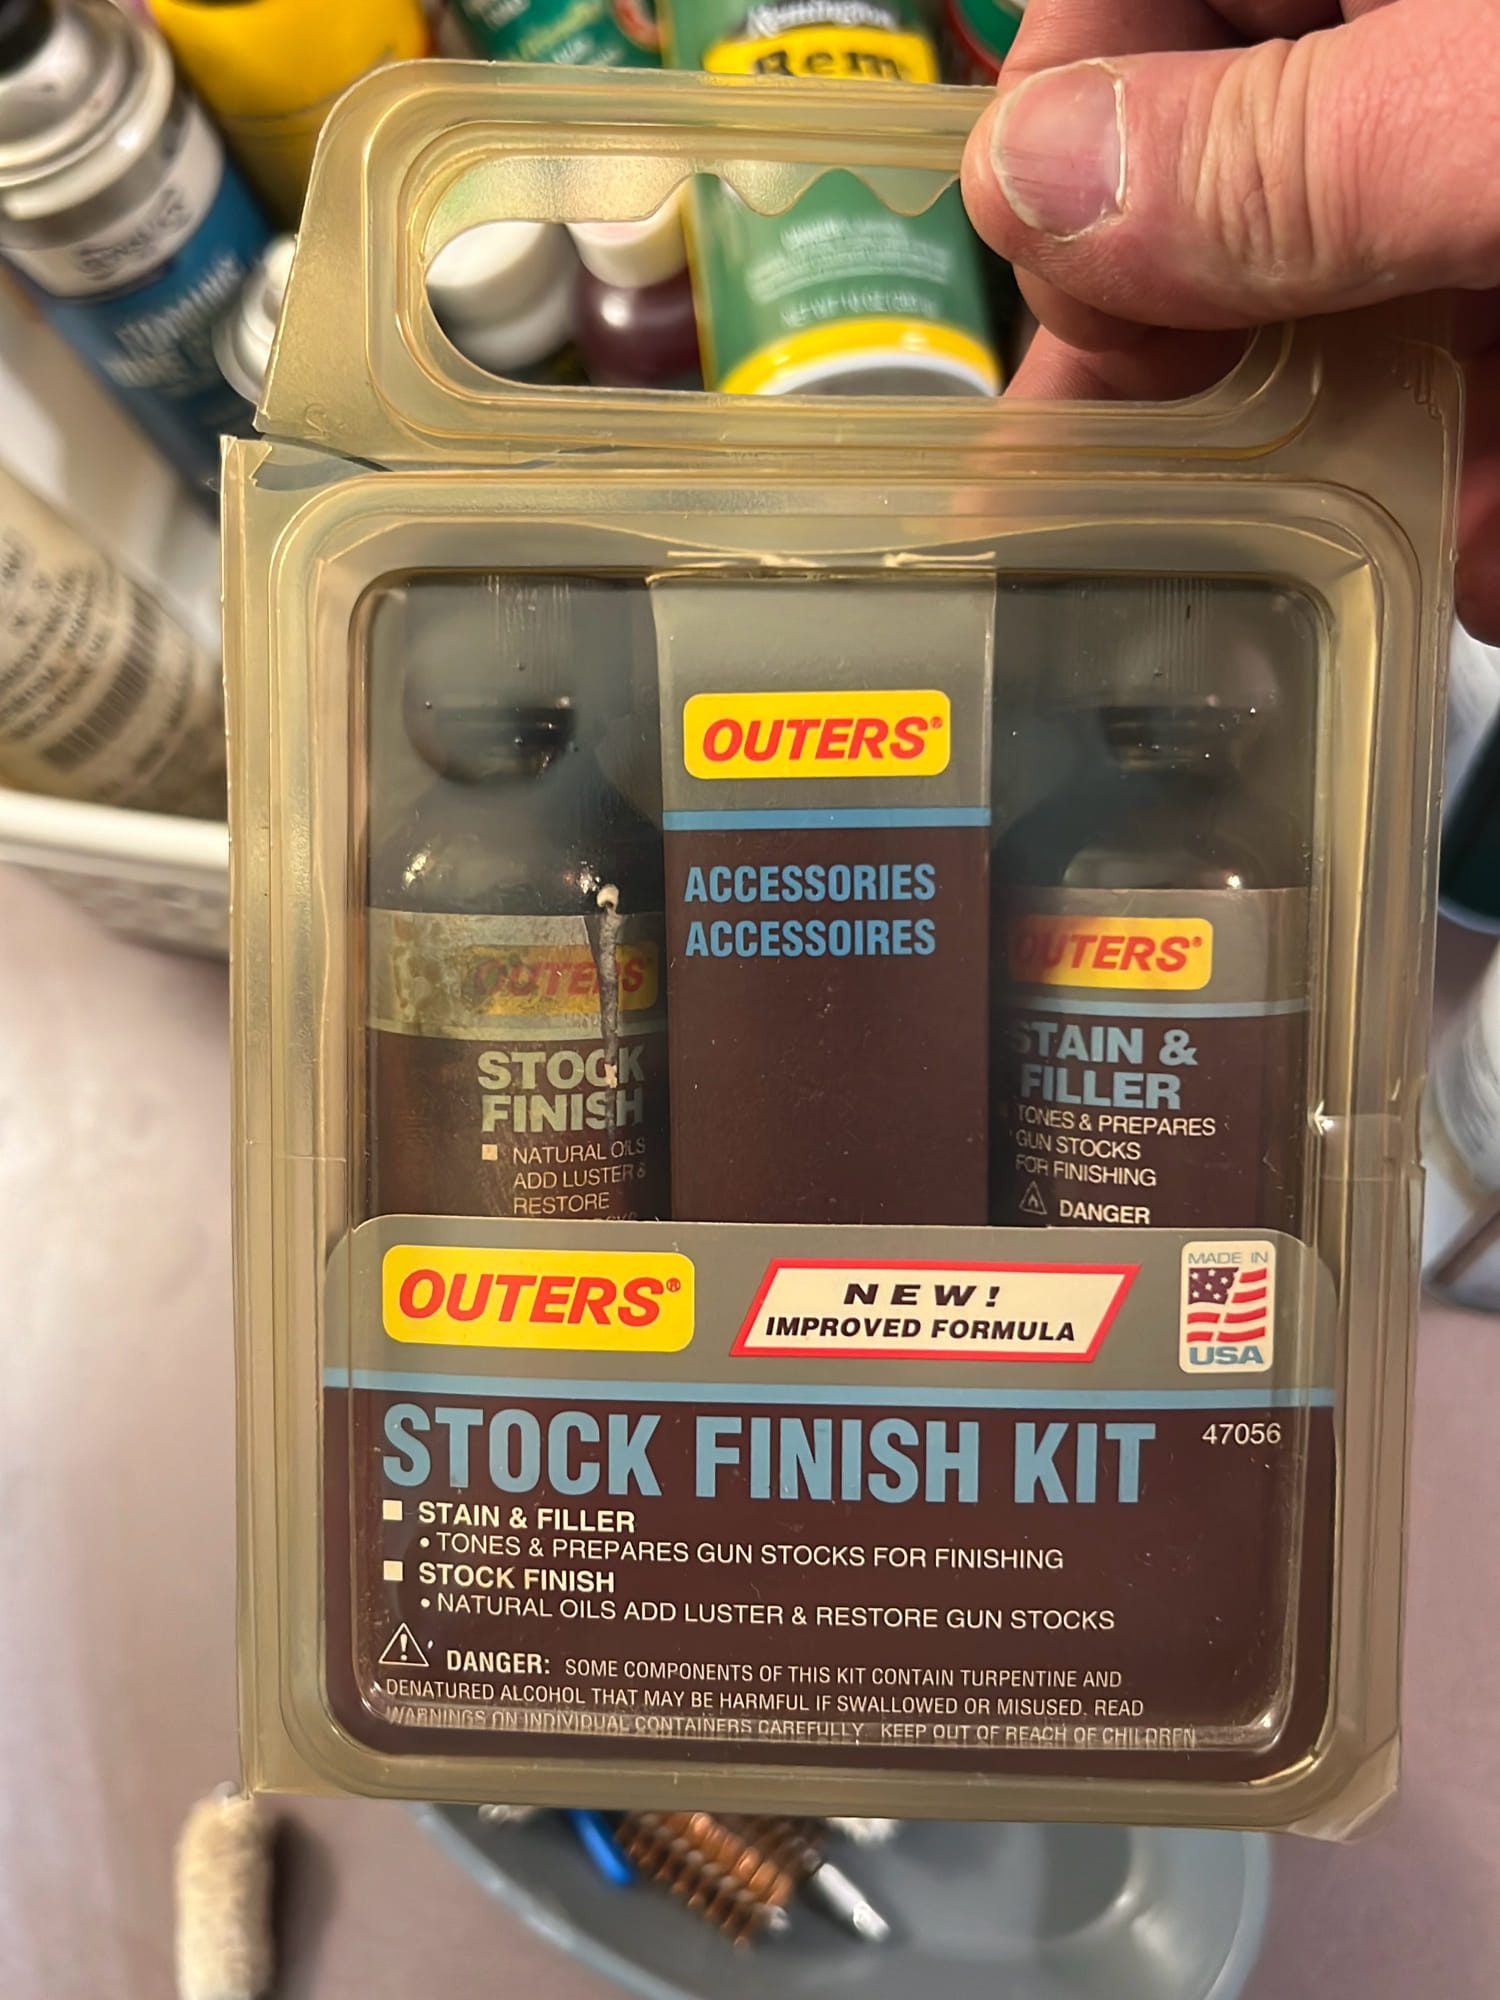 Remington
Rem
OUTERS®
ACCESSORIES
ACCESSOIRES
OUTERS
STOCK
FINISH
NATURAL OILS
ADD LUSTER &
RESTORE
OUTERS®
STAIN &
FILLER
TONES & PREPARES
GUN STOCKS
FOR FINISHING
DANGER
OUTERS®
NEW!
IMPROVED FORMULA
MADE IN
USA
STOCK FINISH KIT
47056
STAIN & FILLER
• TONES & PREPARES GUN STOCKS FOR FINISHING
STOCK FINISH
• NATURAL OILS ADD LUSTER & RESTORE GUN STOCKS
DANGER: SOME COMPONENTS OF THIS KIT CONTAIN TURPENTINE AND
DENATURED ALCOHOL THAT MAY BE HARMFUL IF SWALLOWED OR MISUSED. READ
WARNINGS ON INDIVIDUAL CONTAINERS CAREFULLY. KEEP OUT OF REACH OF CHILDREN